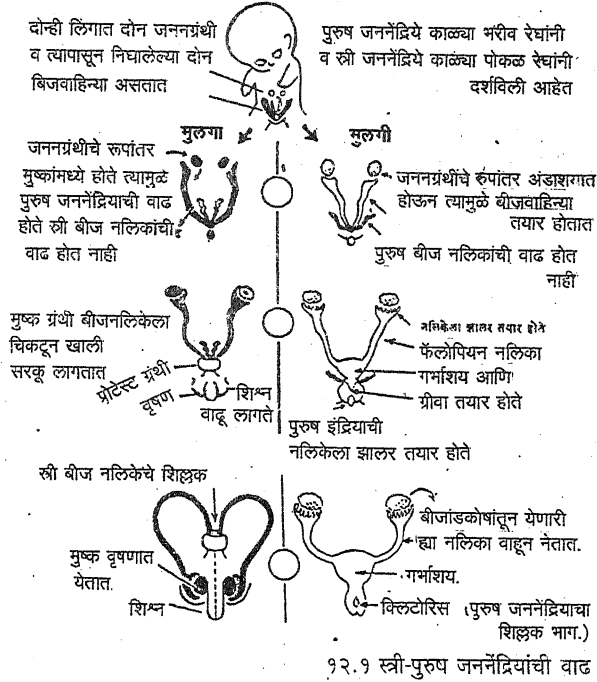 दोन्ही लिंगात दोन जननग्रंथी
व त्यापासून निघालेल्या दोन
बिजवाहिन्या असतात
पुरुष जननेंद्रिये काळ्या भरीव रेघांनी
व स्त्री जननेंद्रिये काळ्या पोकळ रेघांनी
दर्शविली आहेत
मुलगा
मुलगी
जननग्रंथीचे रूपांतर
मुष्कांमध्ये होते त्यामुळे
पुरुष जननेंद्रियाची वाढ
होते स्री बीज नलिकांची
वाढ होत नाही
जननग्रंथींचे रुपांतर अंडाशयात
होऊन त्यामुळे बीजवाहिन्या
तयार होतात
पुरुष बीज नलिकांची वाढ होत
नाही
मुष्क ग्रंथी बीजनलिकेला
चिकटून खाली
सरकू लागतात
प्रोटेस्ट ग्रंथी
वृषण
शिश्न
वाढू लागते
नलिकेला झालर तयार होते
फॅलोपियन नलिका
गर्भाशय आणि
ग्रीवा तयार होते
पुरुष इंद्रियाची
नलिकेला झालर तयार होते
स्री बीज नलिकेचे शिल्लक
मुष्क वृषणात
येतात.
शिश्न
बीजांडकोषांतून येणारी
ह्या नलिका वाहून नेतात.
गर्भाशय.
क्लिटोरिस (पुरुष जननेंद्रियाचा
शिल्लक भाग.)
१२.१ स्त्री-पुरुष जननेंद्रियांची वाढ